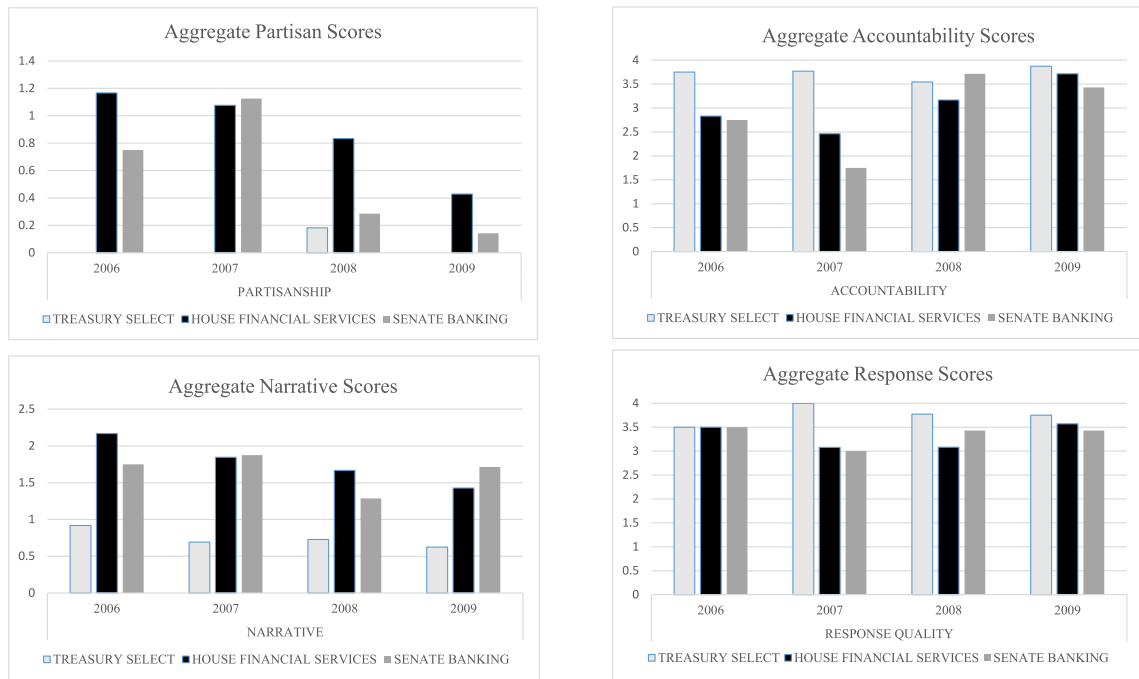 Aggregate Partisan Scores
1.4
1.2
1
0.8
0.6
0.4
0.2
0
2006 2007 2008 2009
PARTISANSHIP
TREASURY SELECT HOUSE FINANCIAL SERVICES SENATE BANKING
Aggregate Accountability Scores
4
3.5
3
2.5
2
1.5
1
0.5
0
2006 2007 2008 2009
ACCOUNTABILITY
TREASURY SELECT HOUSE FINANCIAL SERVICES SENATE BANKING
Aggregate Narrative Scores
2.5
2
1.5
1
0.5
0
2006 2007 2008 2009
NARRATIVE
TREASURY SELECT HOUSE FINANCIAL SERVICES SENATE BANKING
Aggregate Response Scores
4
3.5
3
2.5
2
1.5
1
0.5
0
2006 2007 2008 2009
RESPONSE QUALITY
TREASURY SELECT HOUSE FINANCIAL SERVICES SENATE BANKING